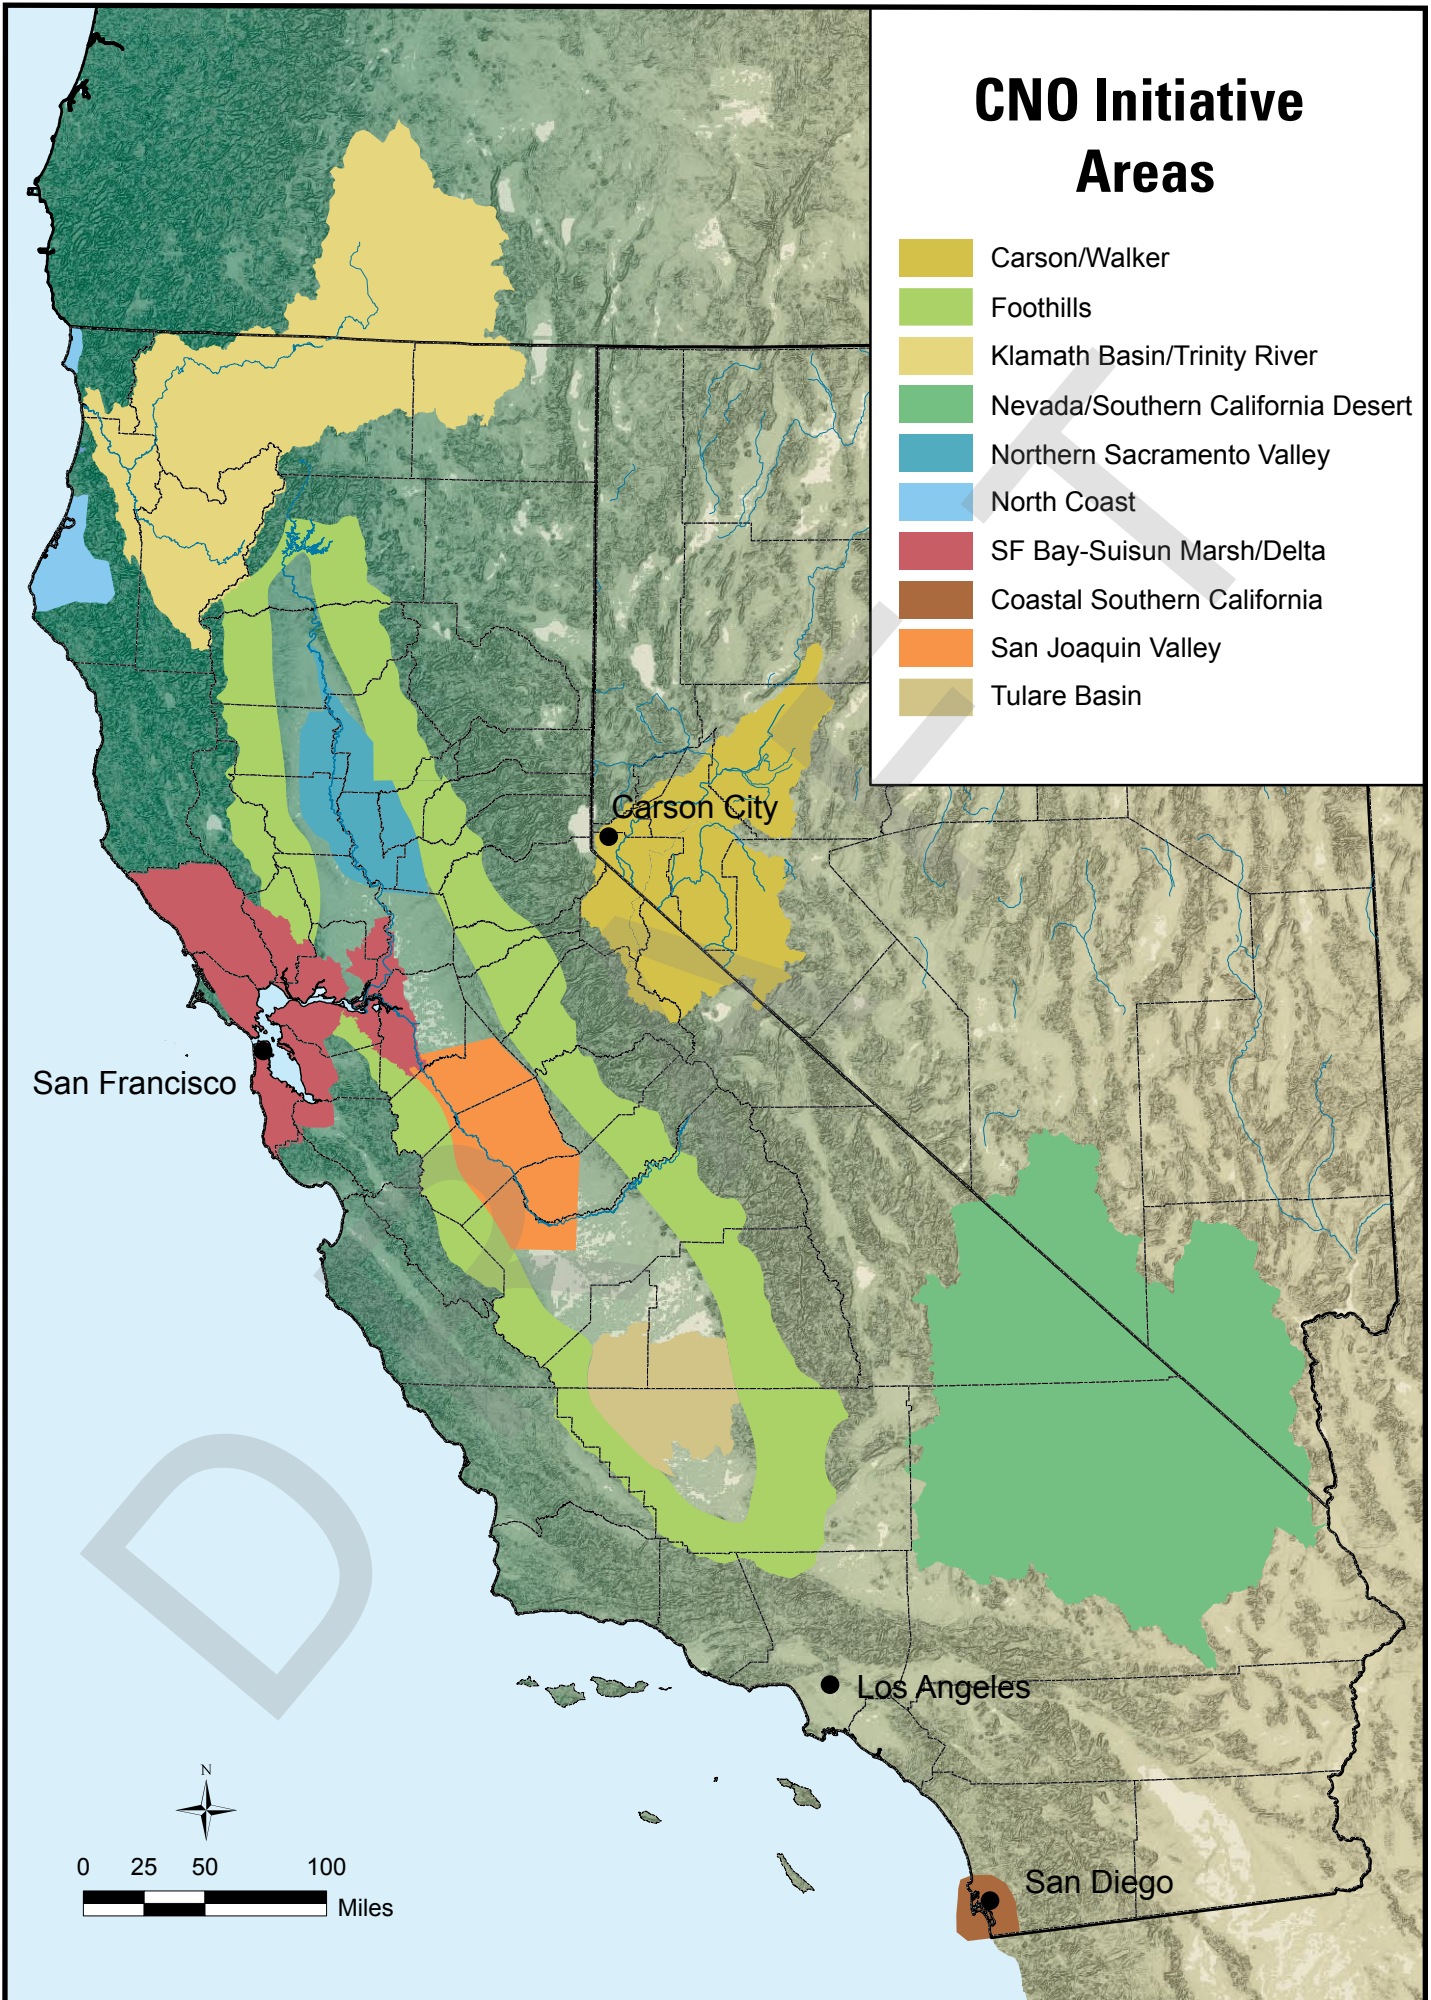 CNO Initiative
Areas
Carson/Walker
Foothills
Klamath Basin/Trinity River
Nevada/Southern California Desert
Northern Sacramento Valley
North Coast
SF Bay-Suisun Marsh/Delta
Coastal Southern California
San Joaquin Valley
Tulare Basin
Carson City
San Francisco
Los Angeles
San Diego
N
0 25 50 100
Miles
DRAFT